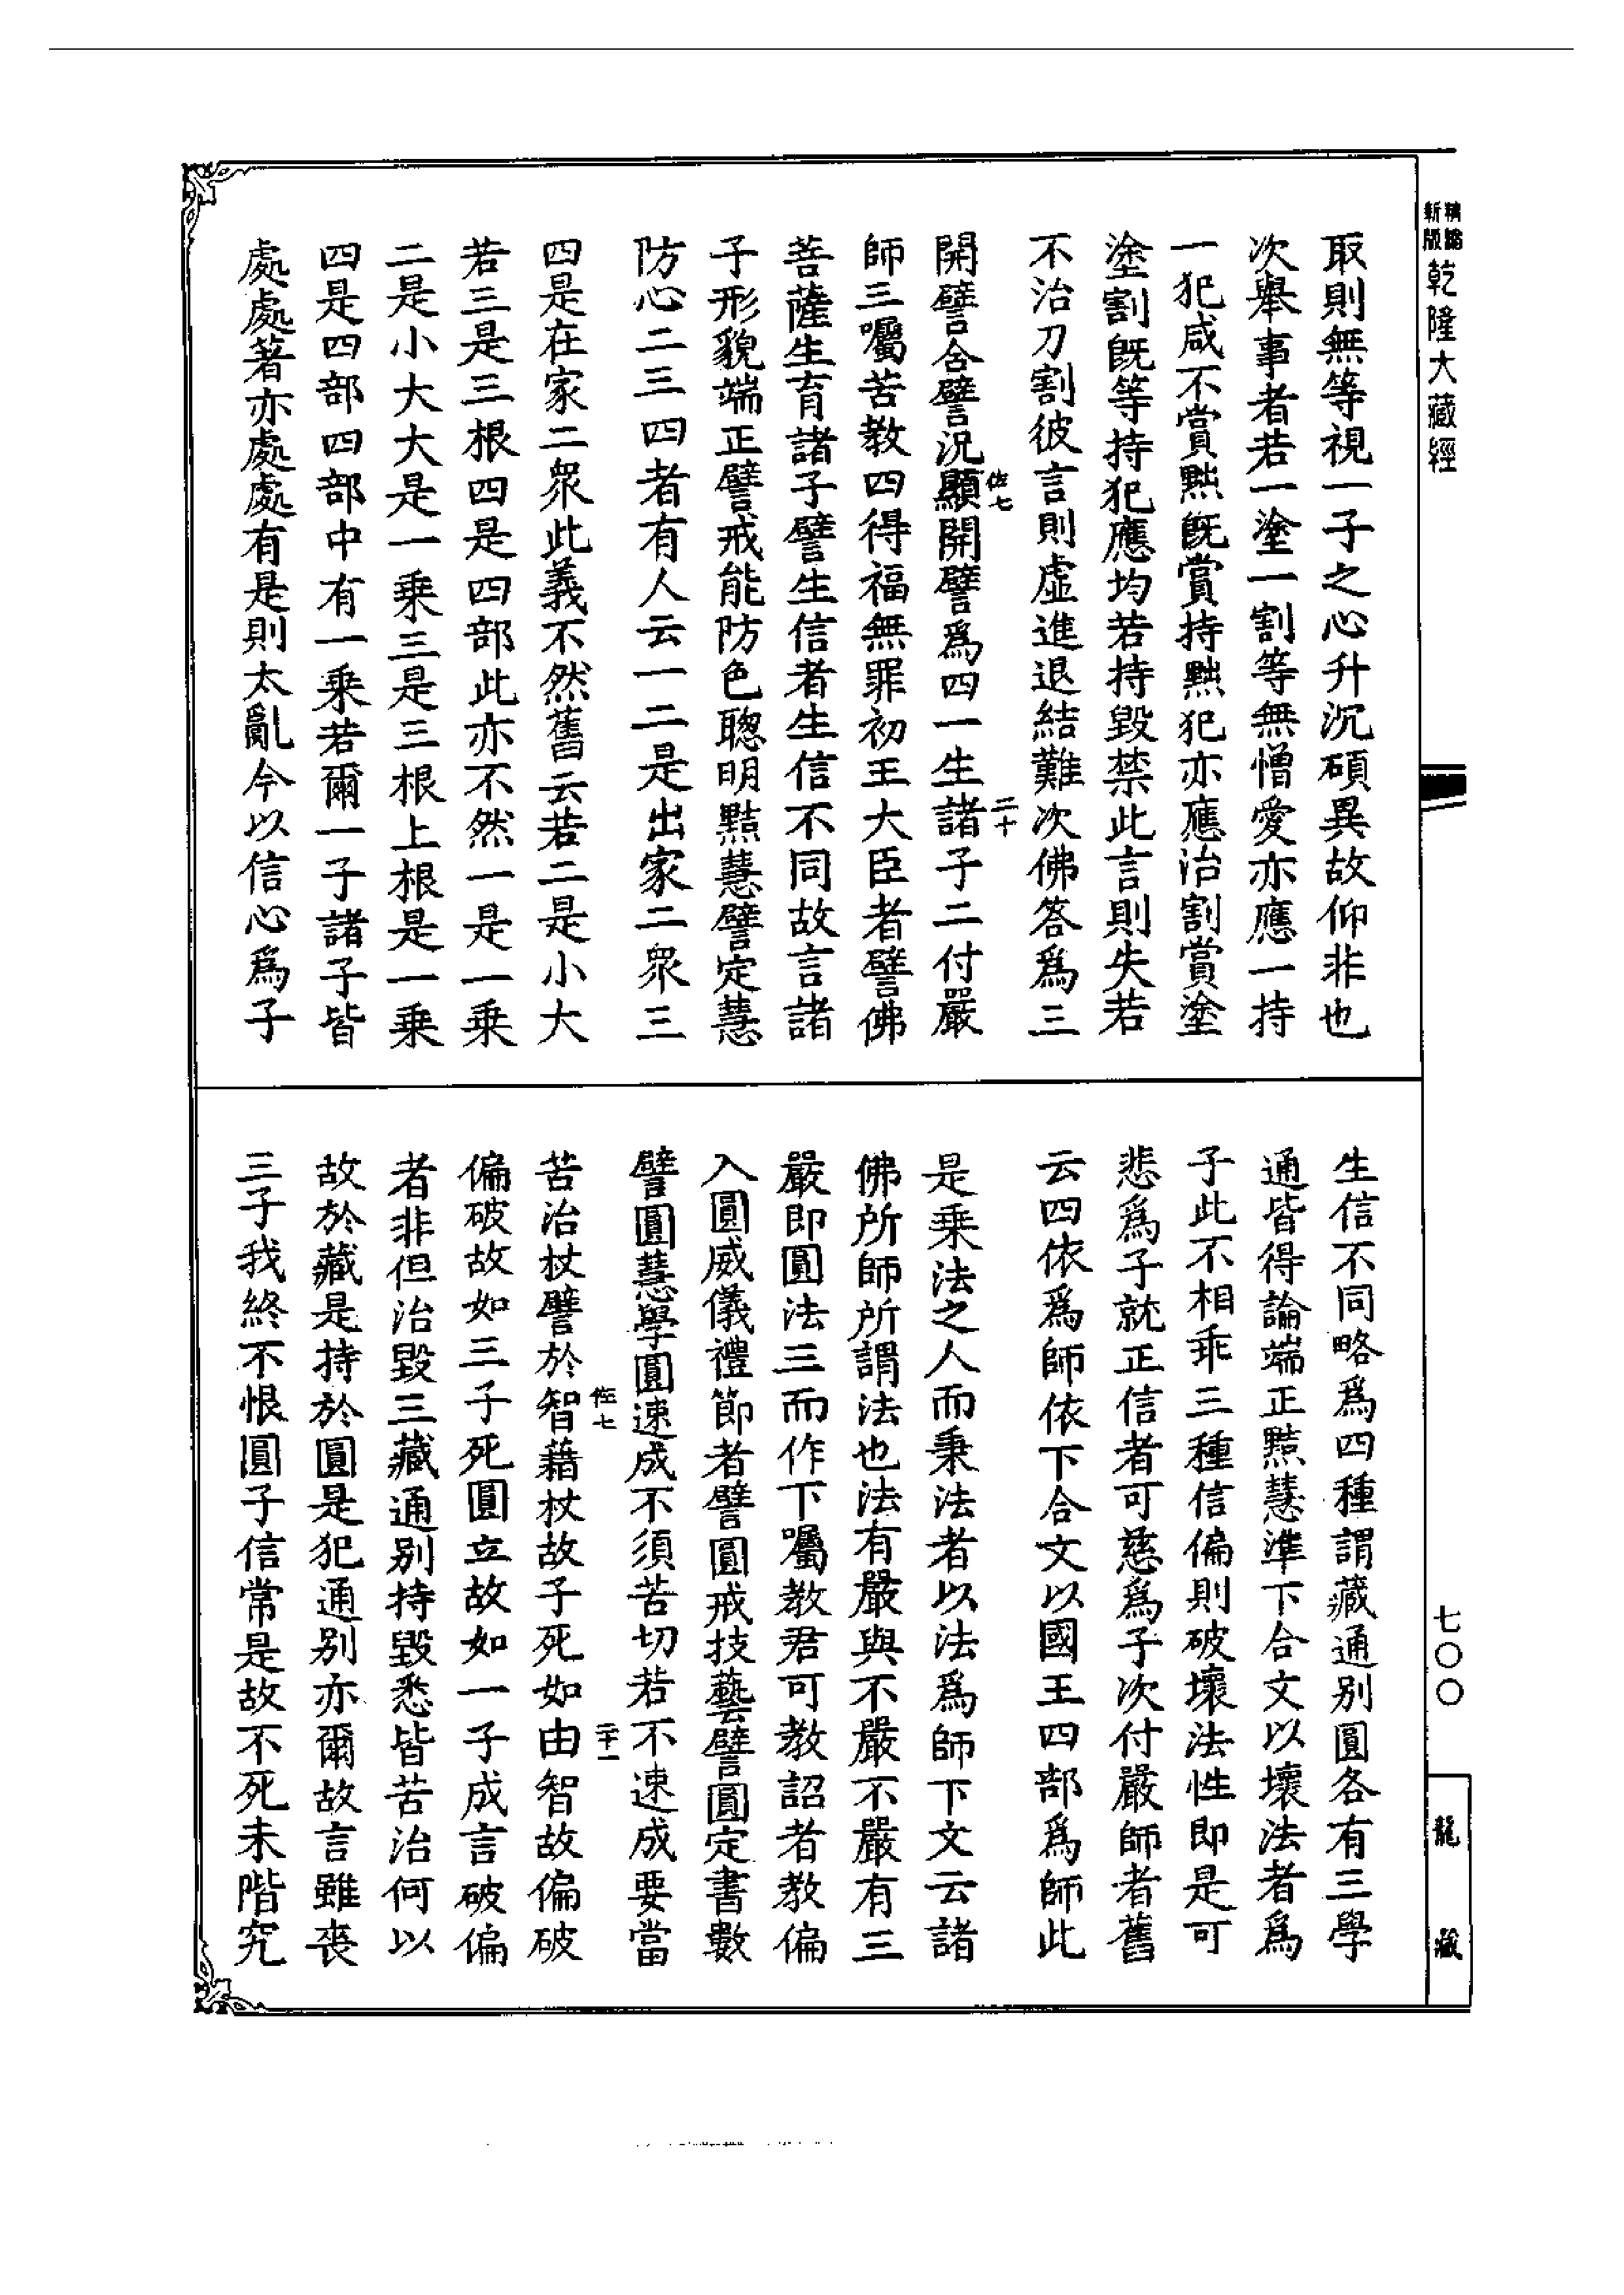 精縮
新版
乾隆大藏經
取則無等視一子之心升沉碩異故仰非也
次舉事者若一塗一割等無憎愛亦應一持
一犯咸不賞黜既賞持黜犯亦應治割賞塗
塗割既等持犯應均若持毀禁此言則失若
不治刀割彼言則虛進退結難次佛答爲三
開譬合譬況顯開譬爲四一生諸子二付嚴
佐七
二十
師三囑苦教四得福無罪初王大臣者譬佛
菩薩生育諸子譬生信者生信不同故言諸
子形貌端正譬戒能防色聰明黠慧譬定慧
防心二三四者有人云一二是出家二眾三
四是在家二眾此義不然舊云若二是小大
若三是三根四是四部此亦不然一是一乗
二是小大大是一乗三是三根上根是一乗
四是四部四部中有一乗若爾一子諸子皆
處處著亦處處有是則太亂今以信心爲子
生信不同略爲四種謂藏通别圓各有三學
通皆得論端正黠慧準下合文以壞法者爲
子此不相乖三種信偏則破壞法性即是可
悲爲子就正信者可慈爲子次付嚴師者舊
云四依爲師依下合文以國王四部爲師此
是乗法之人而秉法者以法爲師下文云諸
佛所師所謂法也法有嚴與不嚴不嚴有三
嚴即圓法三而作下囑教君可教詔者教偏
入圓威儀禮節者譬圓戒技藝譬圓定書數
譬圓慧學圓速成不須苦切若不速成要當
苦治杖譬於智藉杖故子死如由智故偏破
佐七
二十一
偏破故如三子死圓立故如一子成言破偏
者非但治毀三藏通别持毀悉皆苦治何以
故於藏是持於圓是犯通别亦爾故言雖喪
三子我終不恨圓子信常是故不死未階究
七〇〇
龍藏